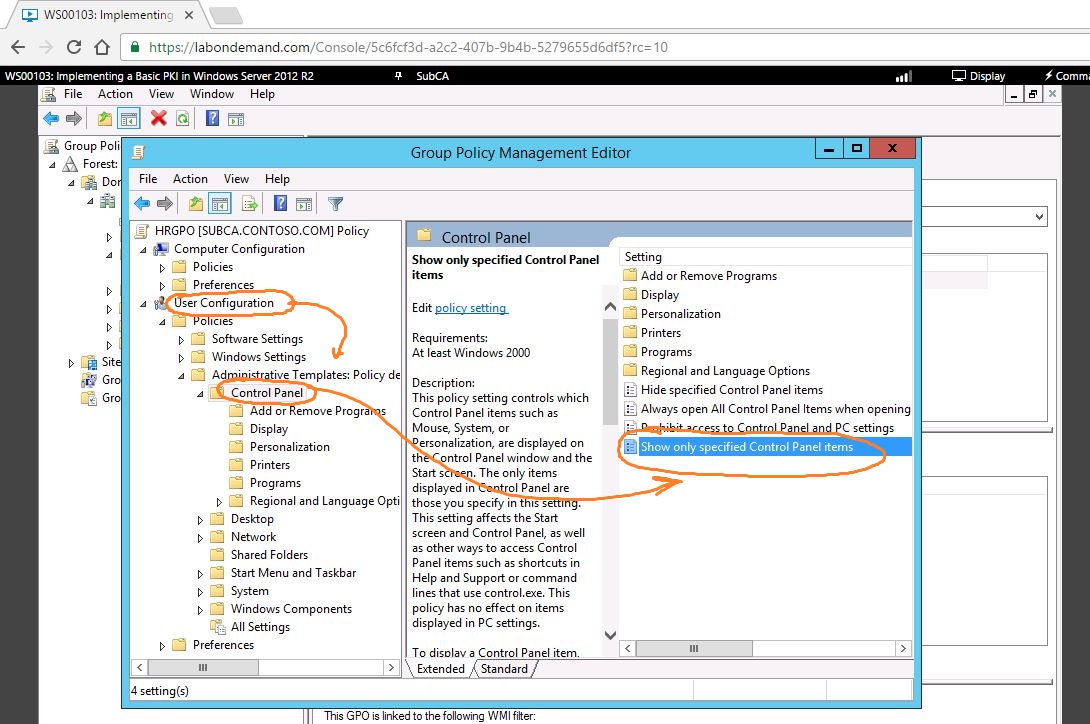 WS00103: Implementing
https://labondemand.com/Console/5c6fcf3d-a2c2-407b-9b4b-5279655d6df5?rc=10
WS00103: Implementing a Basic PKI in Windows Server 2012 R2
SubCA
Display
Comma
File Action View Window Help
Group Poli
Forest:
Dor
Site
Gro
Gro
Group Policy Management Editor
File Action View Help
HRGPO [SUBCA.CONTOSO.COM] Policy
Computer Configuration
Policies
Preferences
User Configuration
Policies
Software Settings
Windows Settings
Administrative Templates: Policy de
Control Panel
Add or Remove Programs
Display
Personalization
Printers
Programs
Regional and Language Opti
Desktop
Network
Shared Folders
Start Menu and Taskbar
System
Windows Components
All Settings
Preferences
Control Panel
Show only specified Control Panel
items
Edit policy setting
Requirements:
At least Windows 2000
Description:
This policy setting controls which
Control Panel items such as
Mouse, System, or
Personalization, are displayed on
the Control Panel window and the
Start screen. The only items
displayed in Control Panel are
those you specify in this setting.
This setting affects the Start
screen and Control Panel, as well
as other ways to access Control
Panel items such as shortcuts in
Help and Support or command
lines that use control.exe. This
policy has no effect on items
displayed in PC settings.
To display a Control Panel item,
Setting
Add or Remove Programs
Display
Personalization
Printers
Programs
Regional and Language Options
Hide specified Control Panel items
Always open All Control Panel Items when opening
Prohibit access to Control Panel and PC settings
Show only specified Control Panel items
Extended Standard
4 setting(s)
This GPO is linked to the following WMI filter: